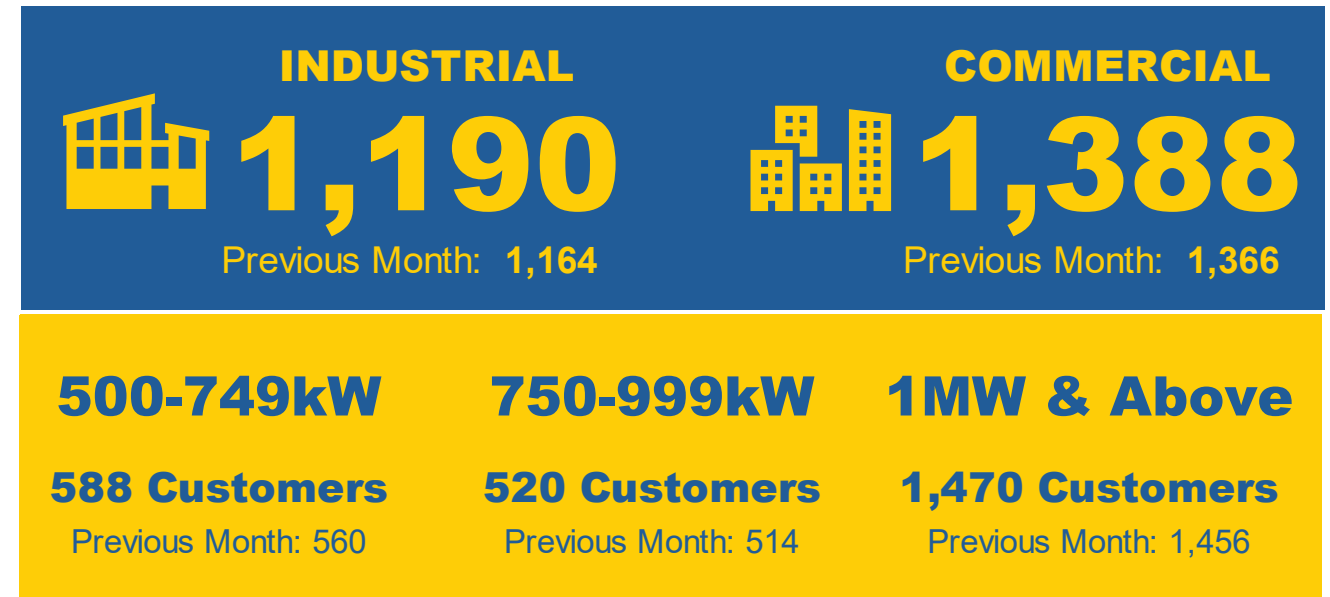 INDUSTRIAL
1,190
Previous Month: 1,164
COMMERCIAL
1,388
Previous Month: 1,366
500-749kW
588 Customers
Previous Month: 560
750-999kW
520 Customers
Previous Month: 514
1MW & Above
1,470 Customers
Previous Month: 1,456